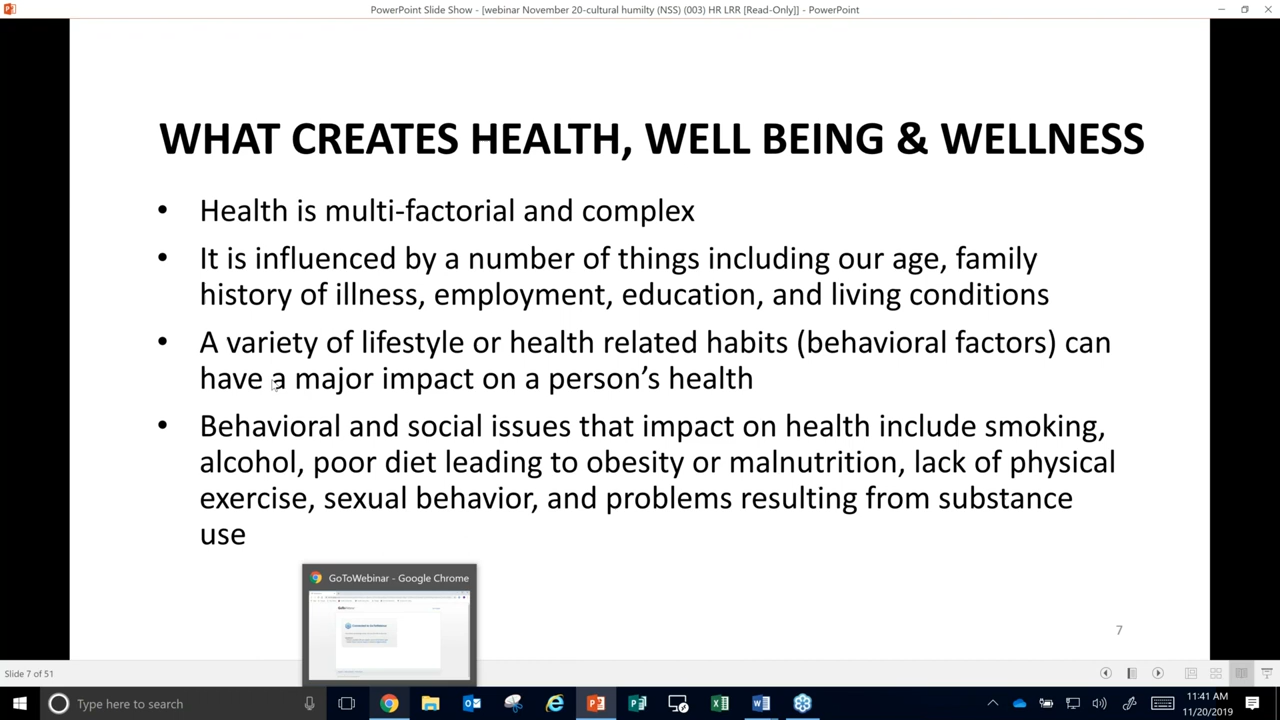 PowerPoint Slide Show - [webinar November 20-cultural humilty (NSS) (003) HR LRR [Read-Only]] - PowerPoint
WHAT CREATES HEALTH, WELL BEING & WELLNESS
• Health is multi-factorial and complex
• It is influenced by a number of things including our age, family
history of illness, employment, education, and living conditions
• A variety of lifestyle or health related habits (behavioral factors) can
have a major impact on a person's health
• Behavioral and social issues that impact on health include smoking,
alcohol, poor diet leading to obesity or malnutrition, lack of physical
exercise, sexual behavior, and problems resulting from substance
use
GoToWebinar - Google Chrome
7
Slide 7 of 51
Type here to search
11:41 AM
11/20/2019